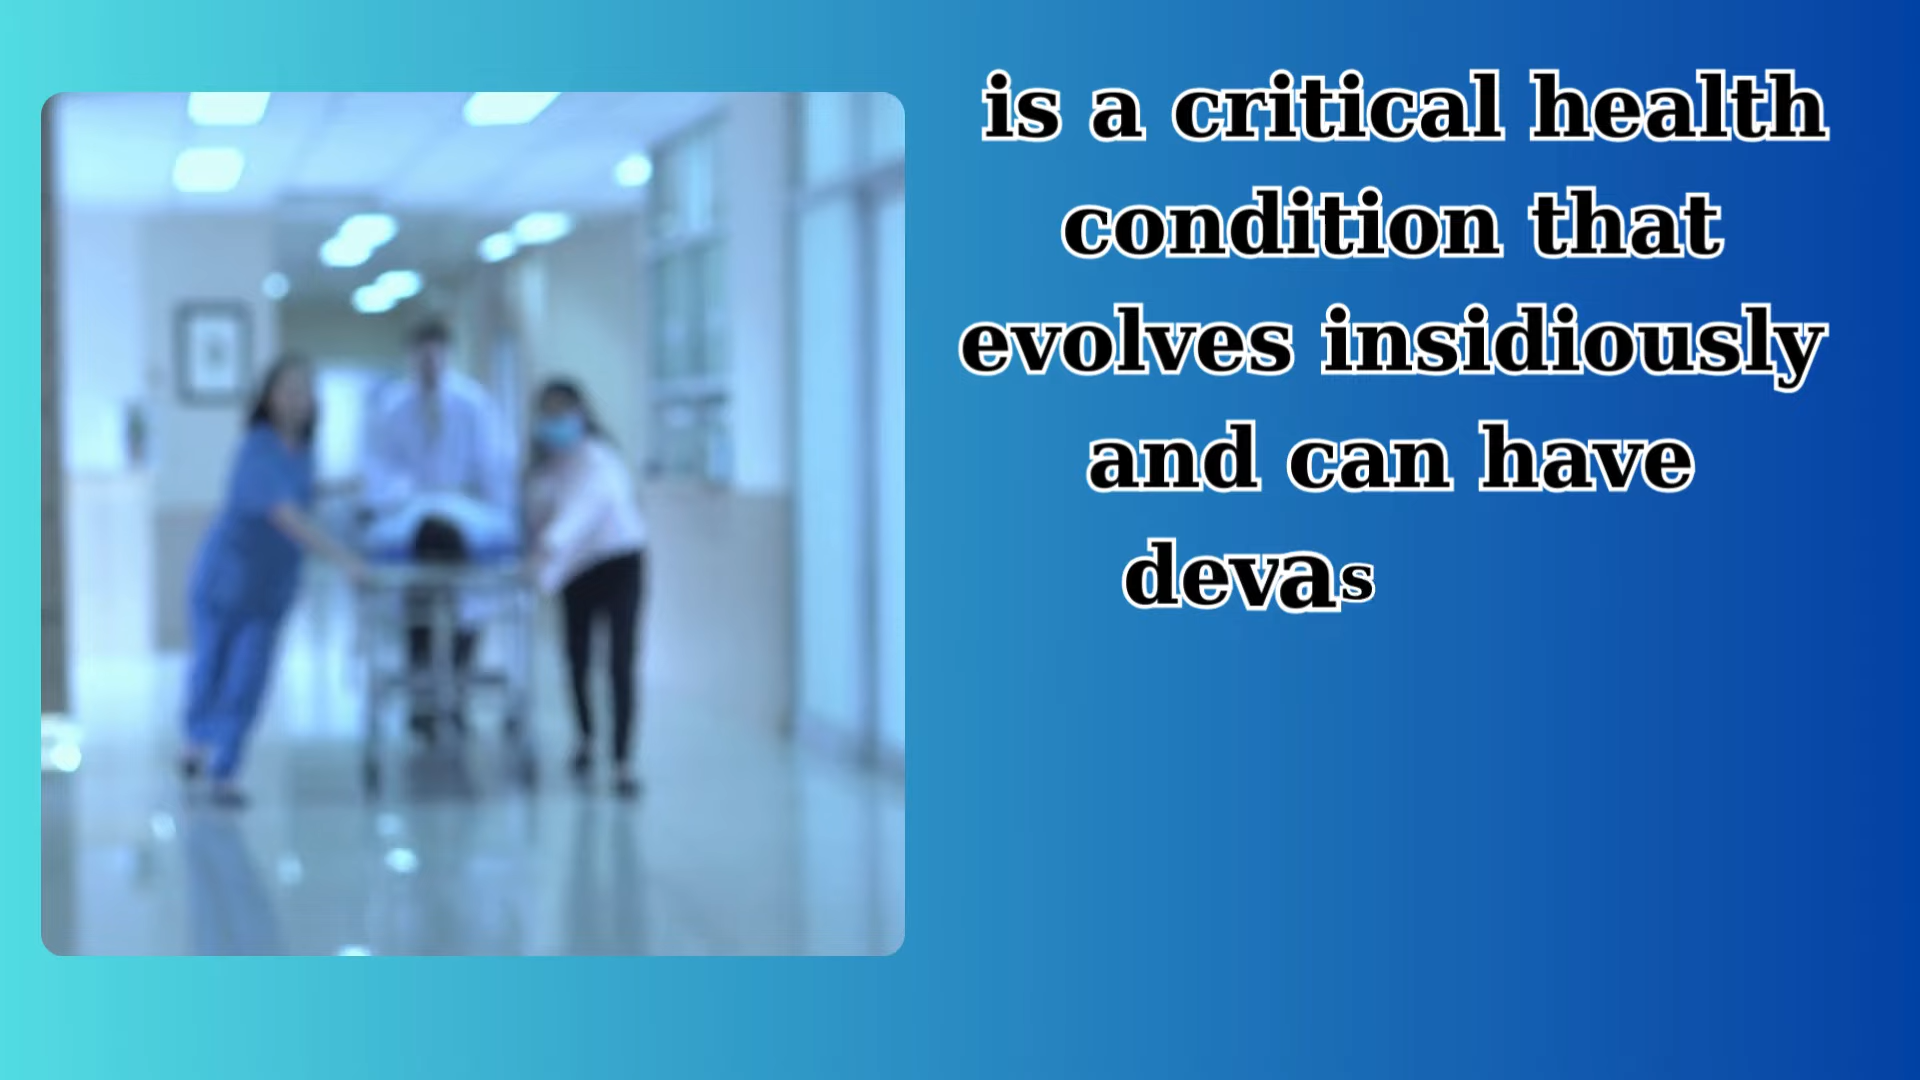 is a critical health
condition that
evolves insidiously
and can have
devas